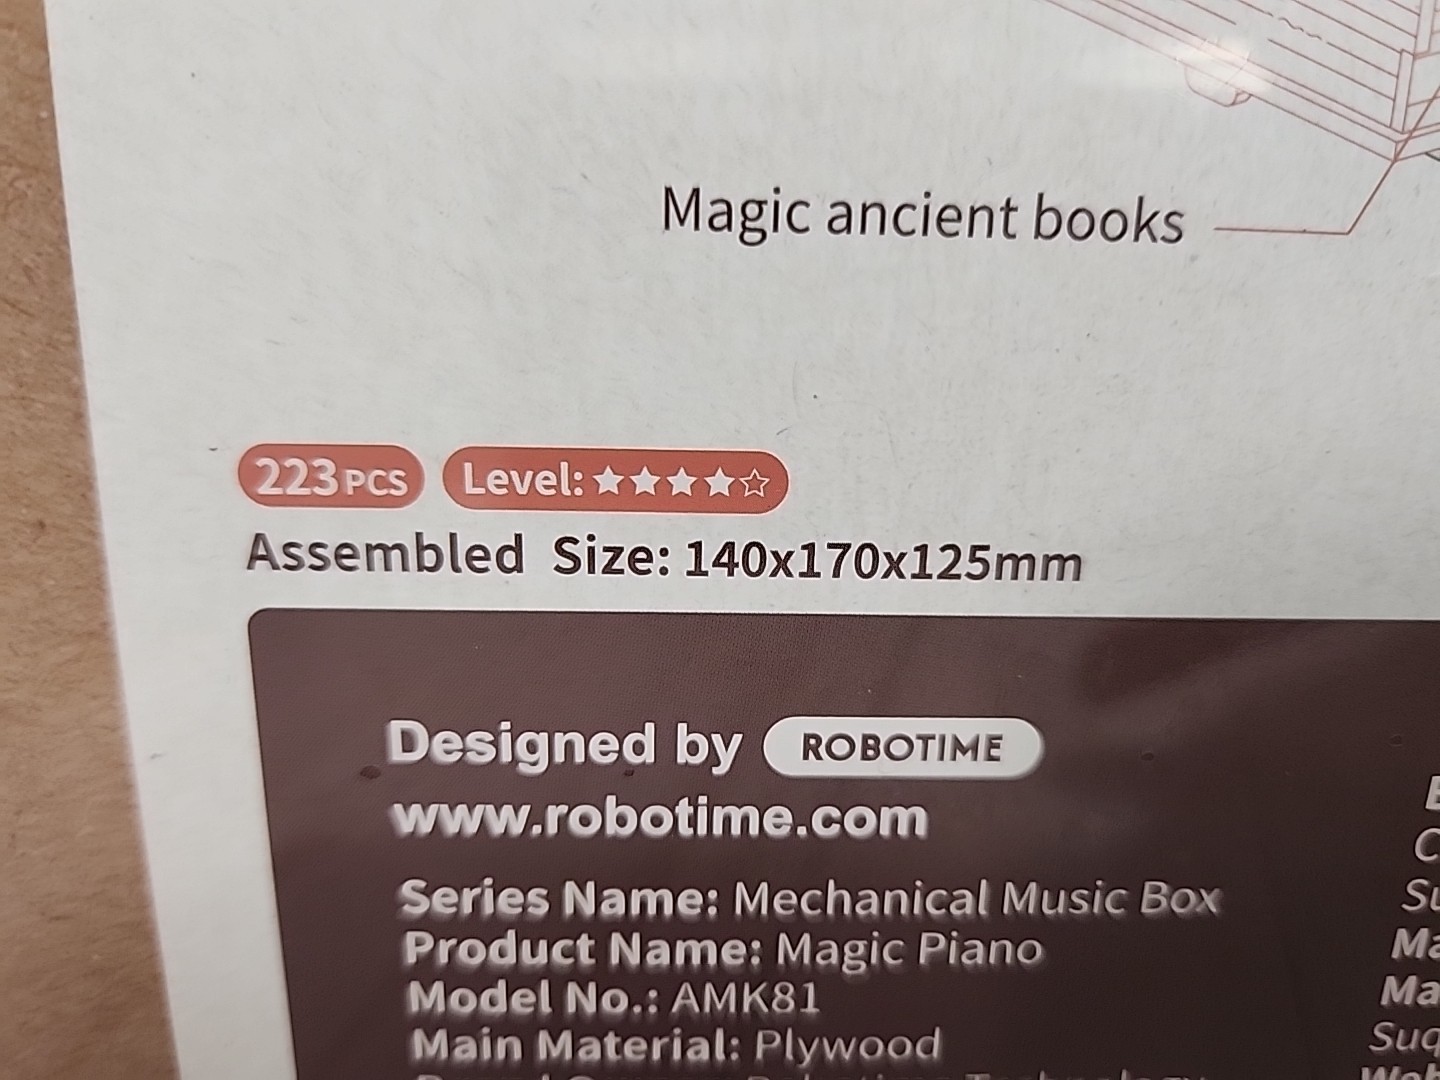 Magic ancient books
223PCS Level: ★★★★☆
Assembled Size: 140x170x125mm
Designed by ROBOTIME
www.robotime.com
Series Name: Mechanical Music Box
Product Name: Magic Piano
Model No.: AMK81
Main Material: Plywood